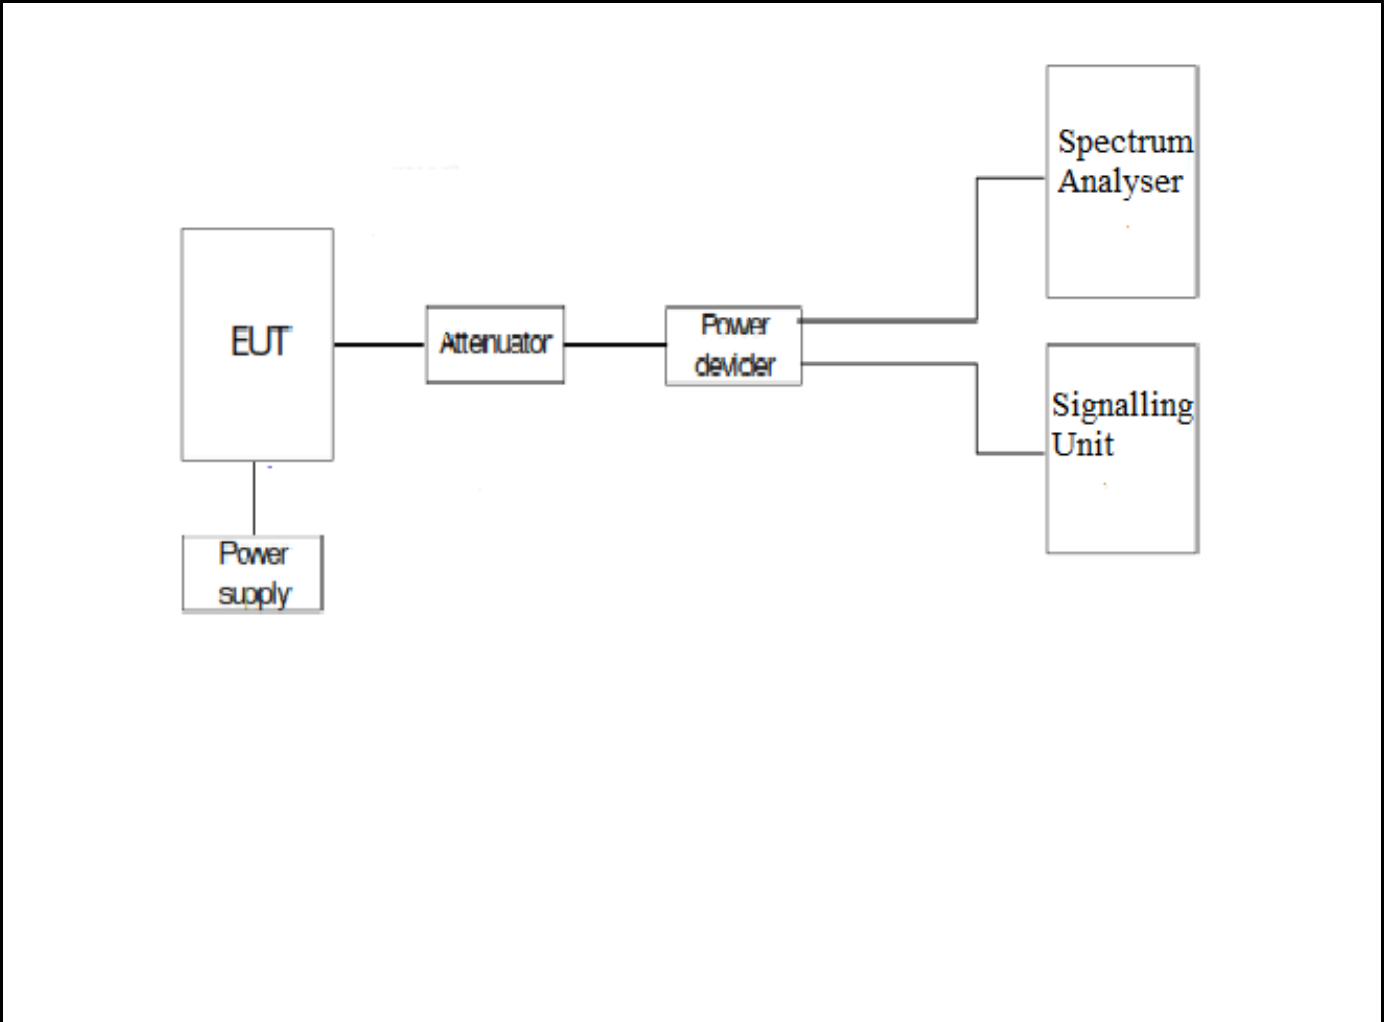 Spectrum
Analyser
EUT
Attenuator
Power
devider
Signalling
Unit
Power
supply